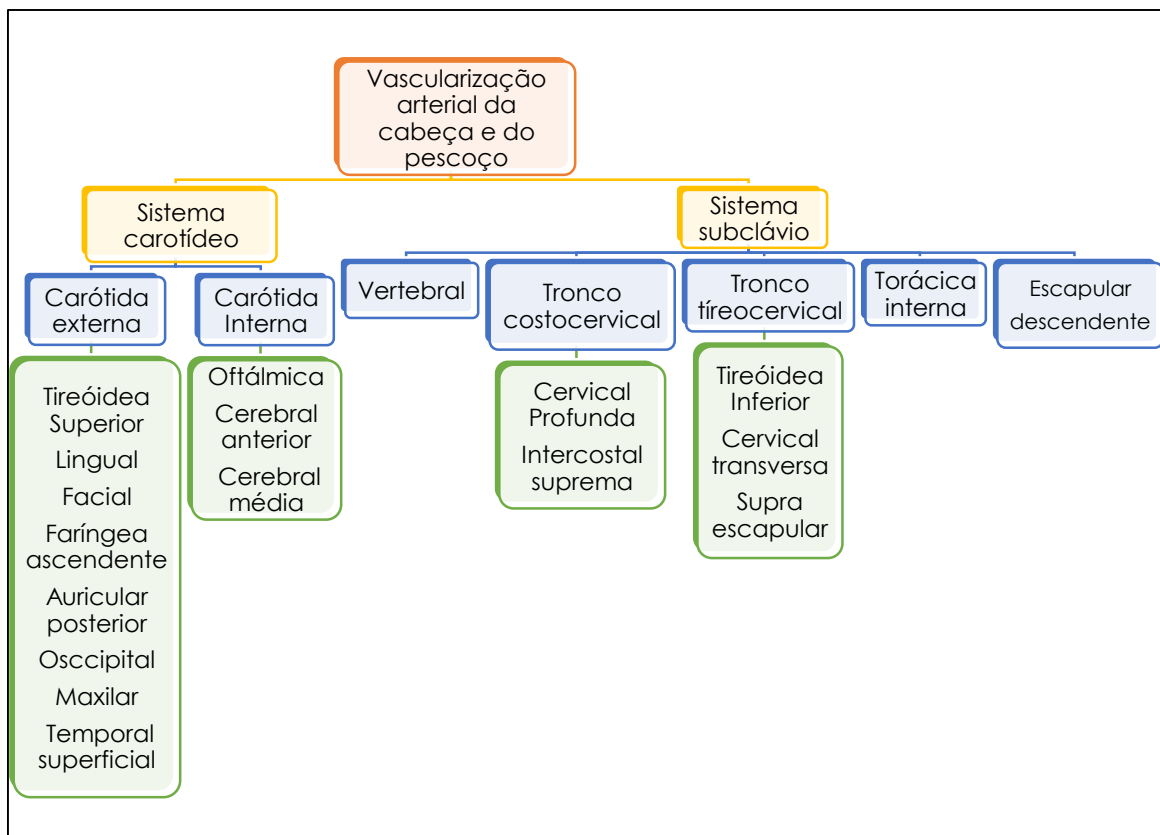 Vascularização
arterial da
cabeça e do
pescoço
Sistema
carotídeo
Sistema
subclávio
Carótida
externa
Carótida
Interna
Vertebral
Tronco
costocervical
Tronco
tíreocervical
Torácica
interna
Escapular
descendente
Tireóidea
Superior
Lingual
Facial
Faríngea
ascendente
Auricular
posterior
Osccipital
Maxilar
Temporal
superficial
Oftálmica
Cerebral
anterior
Cerebral
média
Cervical
Profunda
Intercostal
suprema
Tireóidea
Inferior
Cervical
transversa
Supra
escapular